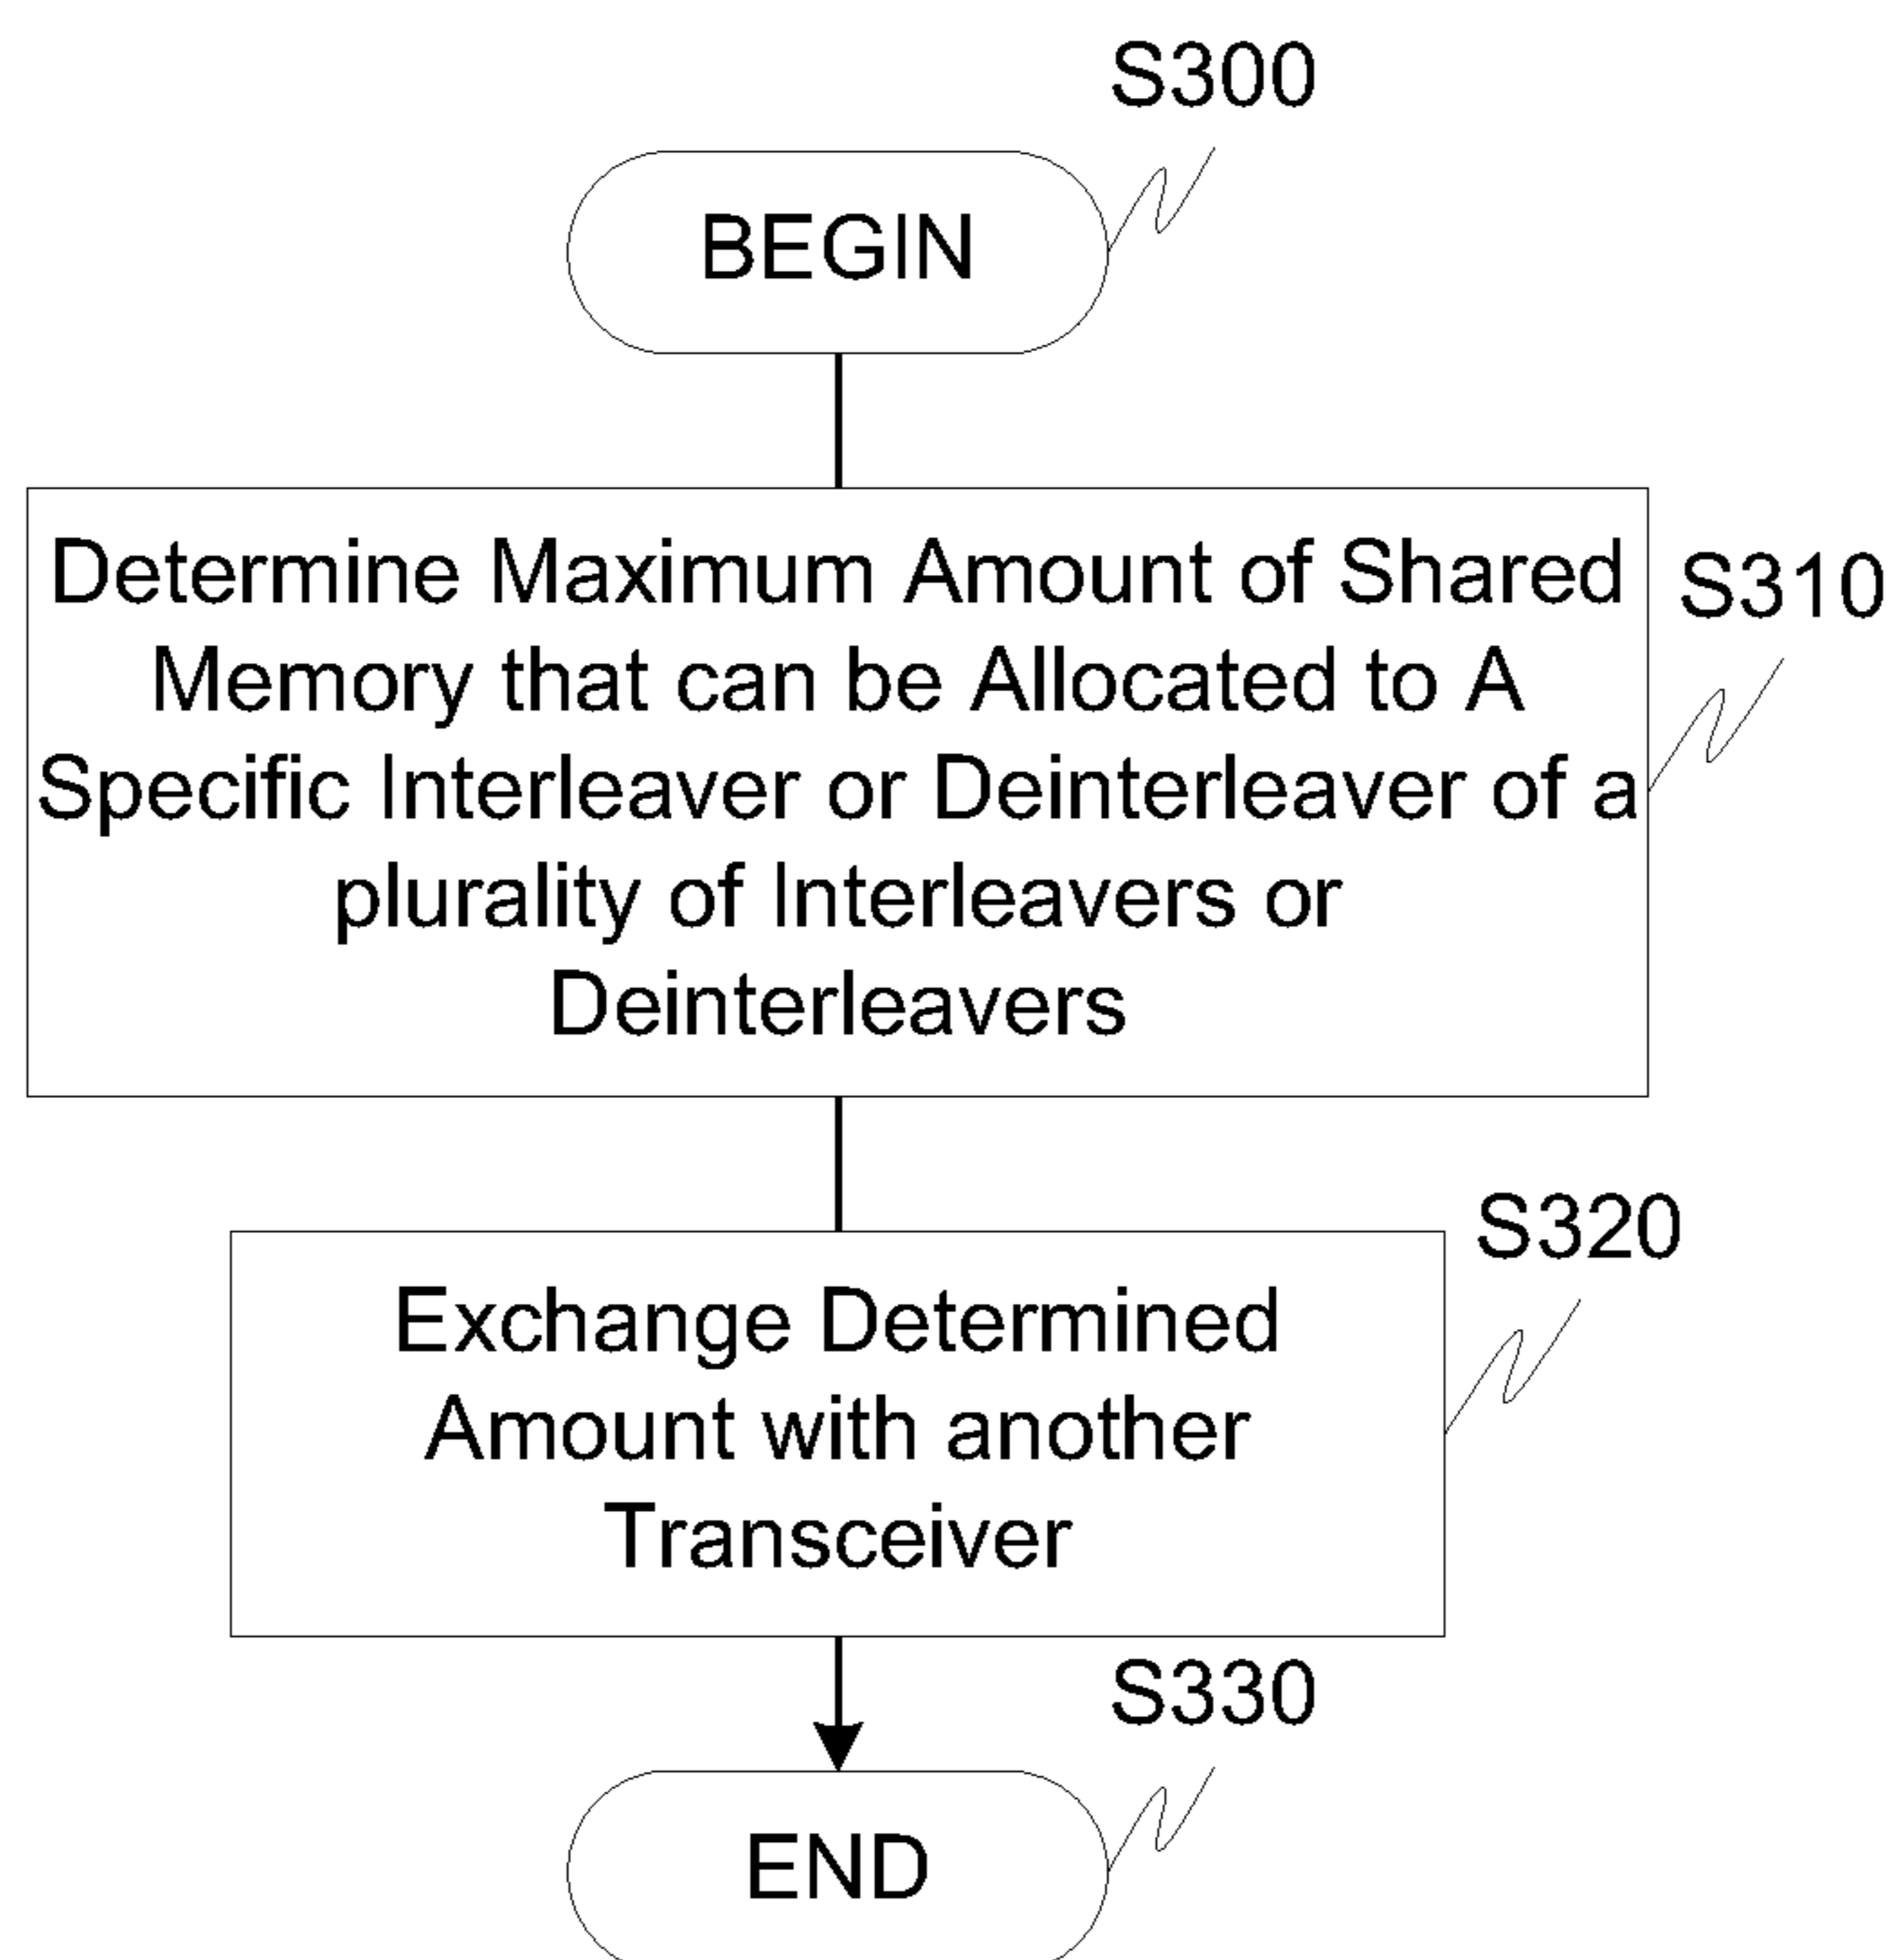 S300
BEGIN
Determine Maximum Amount of Shared
Memory that can be Allocated to A
Specific Interleaver or Deinterleaver of a
plurality of Interleavers or
Deinterleavers
S310
S320
Exchange Determined
Amount with another
Transceiver
S330
END